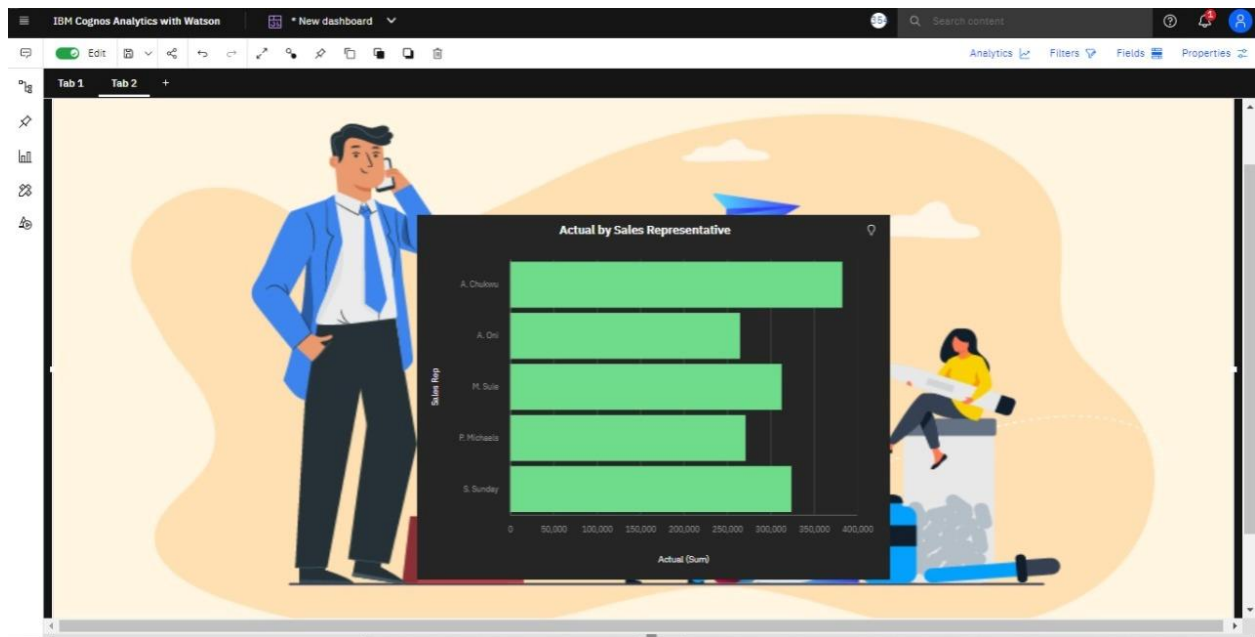 IBM Cognos Analytics with Watson
* New dashboard
Search content
1
Edit
Analytics
Filters
Fields
Properties
Tab 1
Tab 2
+
Actual by Sales Representative
Sales Rep
A. Chukwu
A. Oni
M. Sule
P. Michaels
S. Sunday
0 50,000 100,000 150,000 200,000 250,000 300,000 350,000 400,000
Actual (Sum)